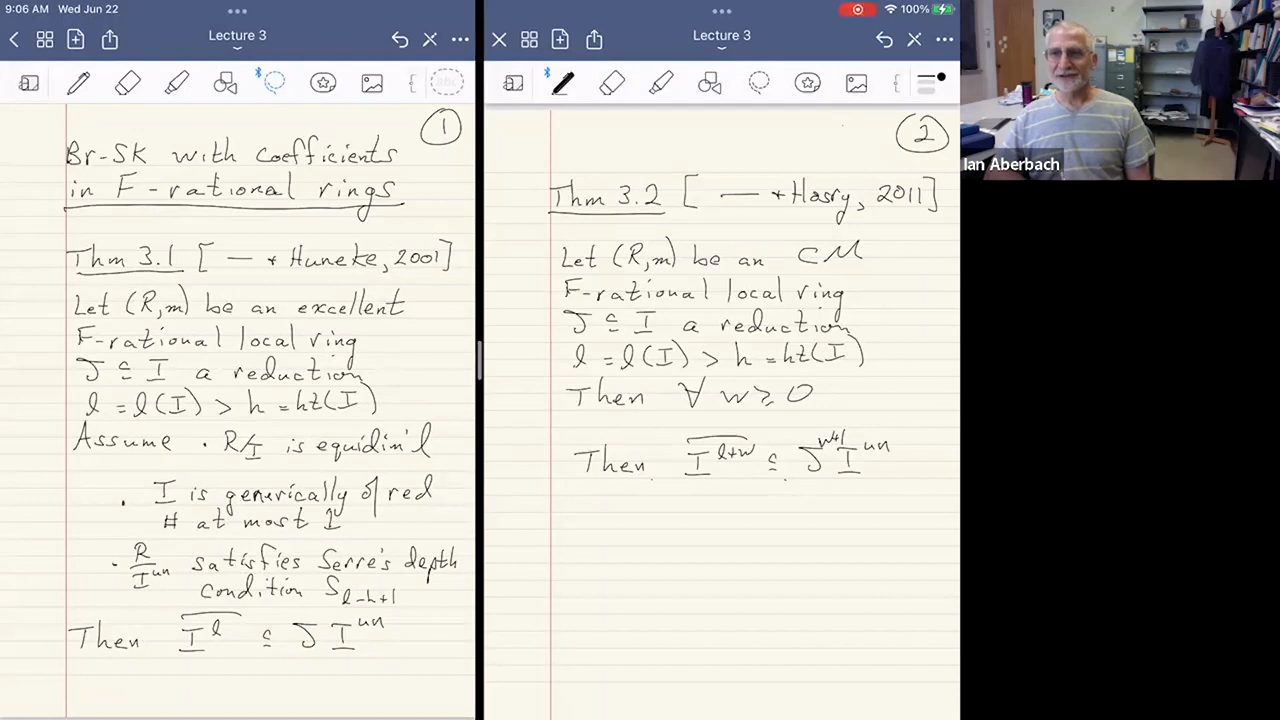 9:06 AM Wed Jun 22
100%
Lecture 3
Lecture 3
1
Br-SK with coefficients
in F-rational rings
Thm 3.1 [ — + Huneke, 2001]
Let (R,m) be an excellent
F-rational local ring
J ⊆ I a reduction
l = l(I) > h = ht(I)
Assume · R/I is equidim'l
· I is generically of red
# at most 1
· R/I^un satisfies Serre's depth
condition S_{l-h+1}
Then \overline{I^l} ⊆ J I^un
2
Thm 3.2 [ — + Hosry, 2011]
Let (R,m) be an CM
F-rational local ring
J ⊆ I a reduction
l = l(I) > h = ht(I)
Then ∀ w ≥ 0
Then \overline{I^{l+w}} ⊆ J^{w+1} I^un
Ian Aberbach